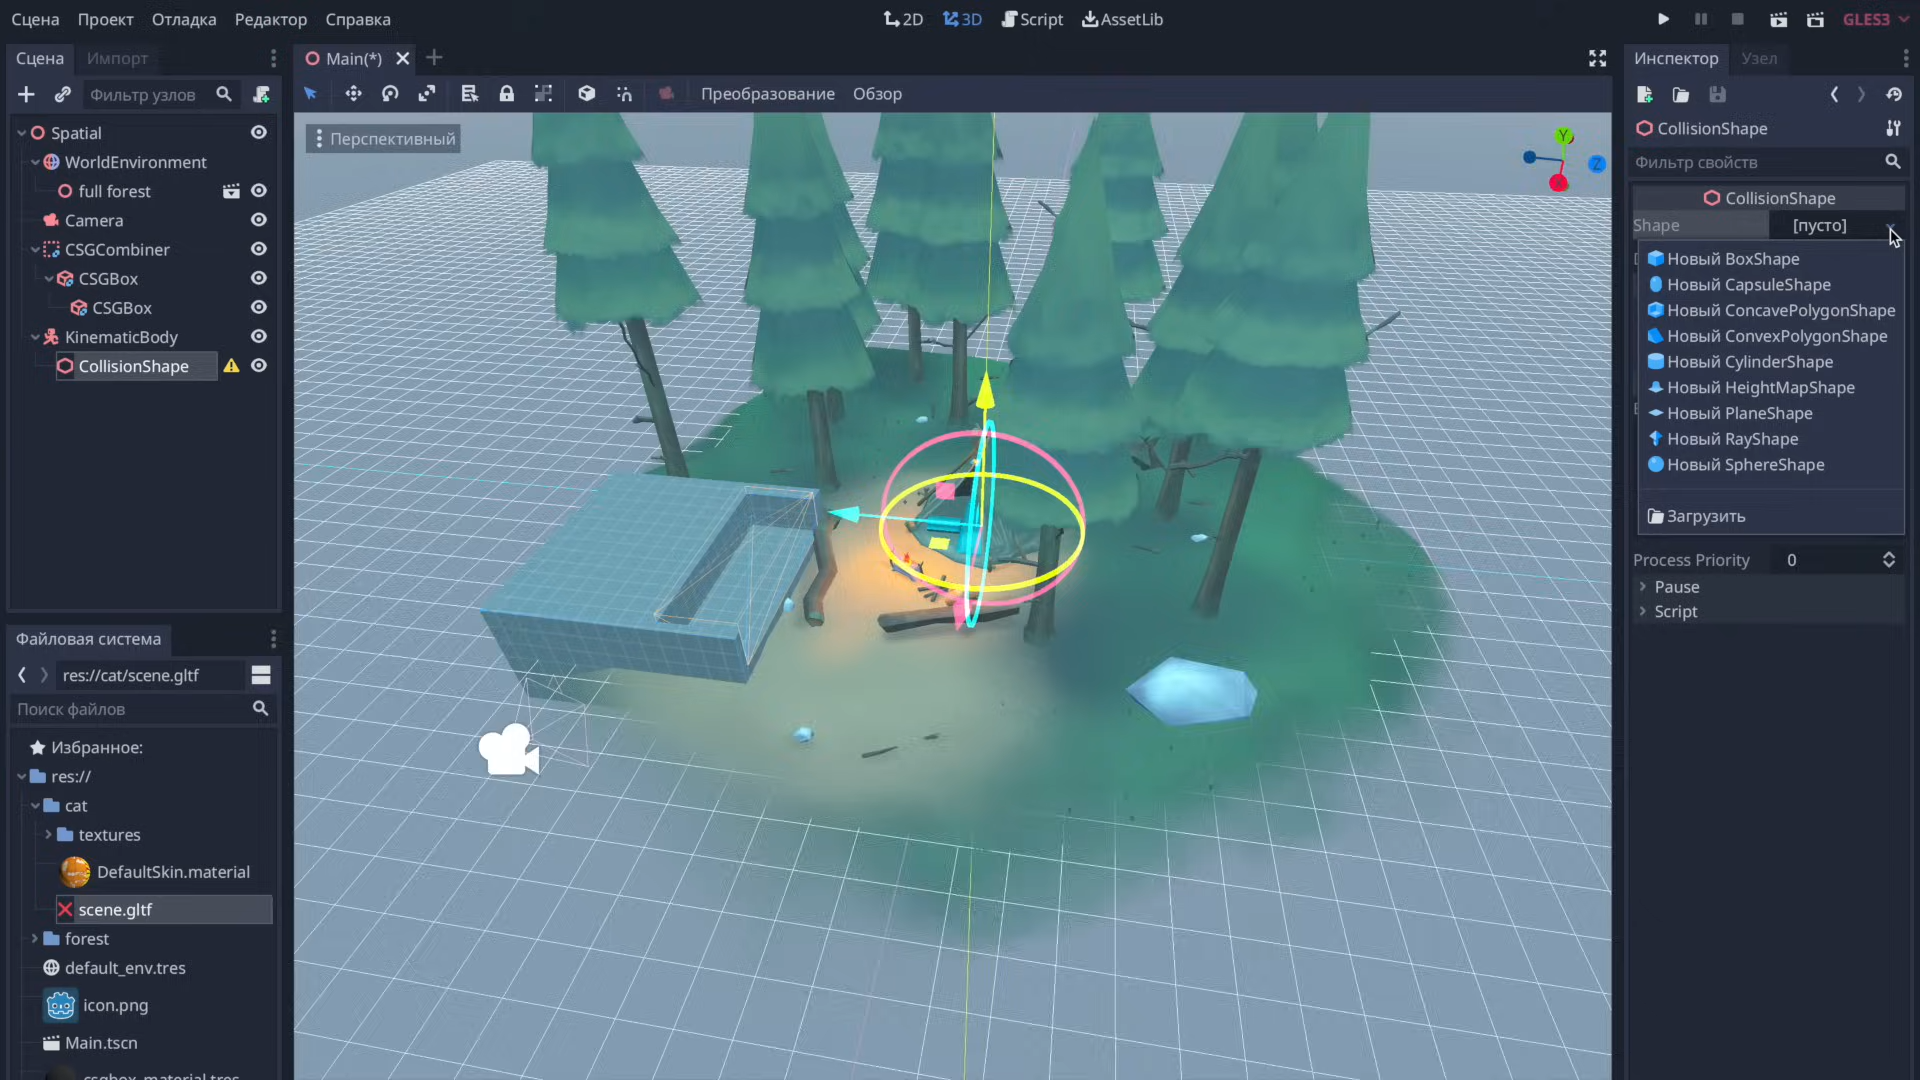 Сцена Проект Отладка Редактор Справка
2D 3D Script AssetLib
GLES3
Сцена Импорт
Фильтр узлов
Spatial
WorldEnvironment
full forest
Camera
CSGCombiner
CSGBox
CSGBox
KinematicBody
CollisionShape
Файловая система
res://cat/scene.gltf
Поиск файлов
Избранное:
res://
cat
textures
DefaultSkin.material
scene.gltf
forest
default_env.tres
icon.png
Main.tscn
csgbox_material.tres
Main(*)
Преобразование Обзор
Перспективный
Y
Z
X
Инспектор Узел
CollisionShape
Фильтр свойств
CollisionShape
Shape [пусто]
Новый BoxShape
Новый CapsuleShape
Новый ConcavePolygonShape
Новый ConvexPolygonShape
Новый CylinderShape
Новый HeightMapShape
Новый PlaneShape
Новый RayShape
Новый SphereShape
Загрузить
Process Priority 0
Pause
Script